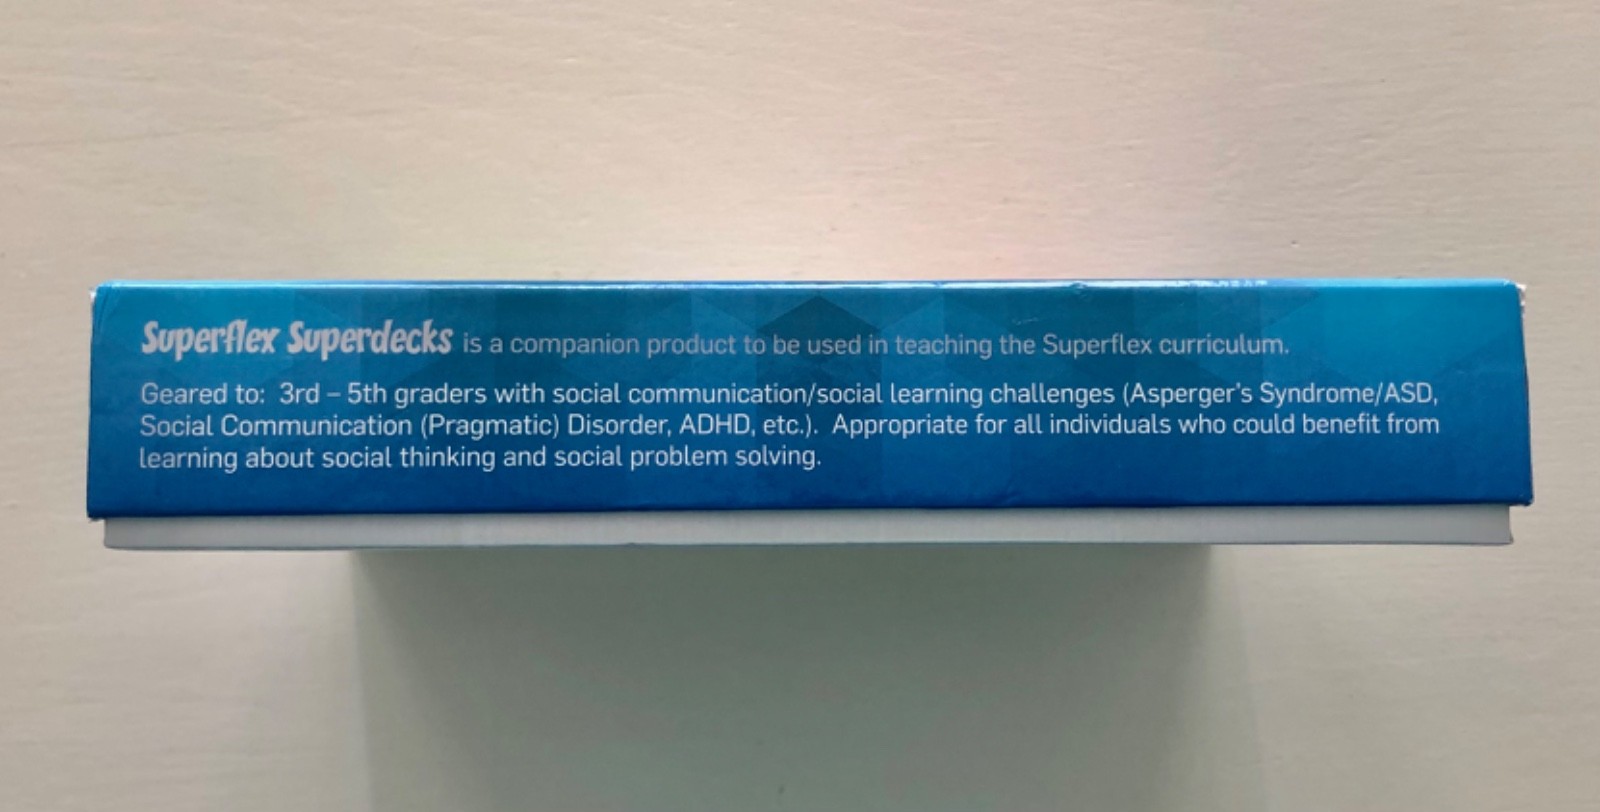 Superflex Superdecks is a companion product to be used in teaching the Superflex curriculum.
Geared to:  3rd – 5th graders with social communication/social learning challenges (Asperger's Syndrome/ASD,
Social Communication (Pragmatic) Disorder, ADHD, etc.).  Appropriate for all individuals who could benefit from
learning about social thinking and social problem solving.